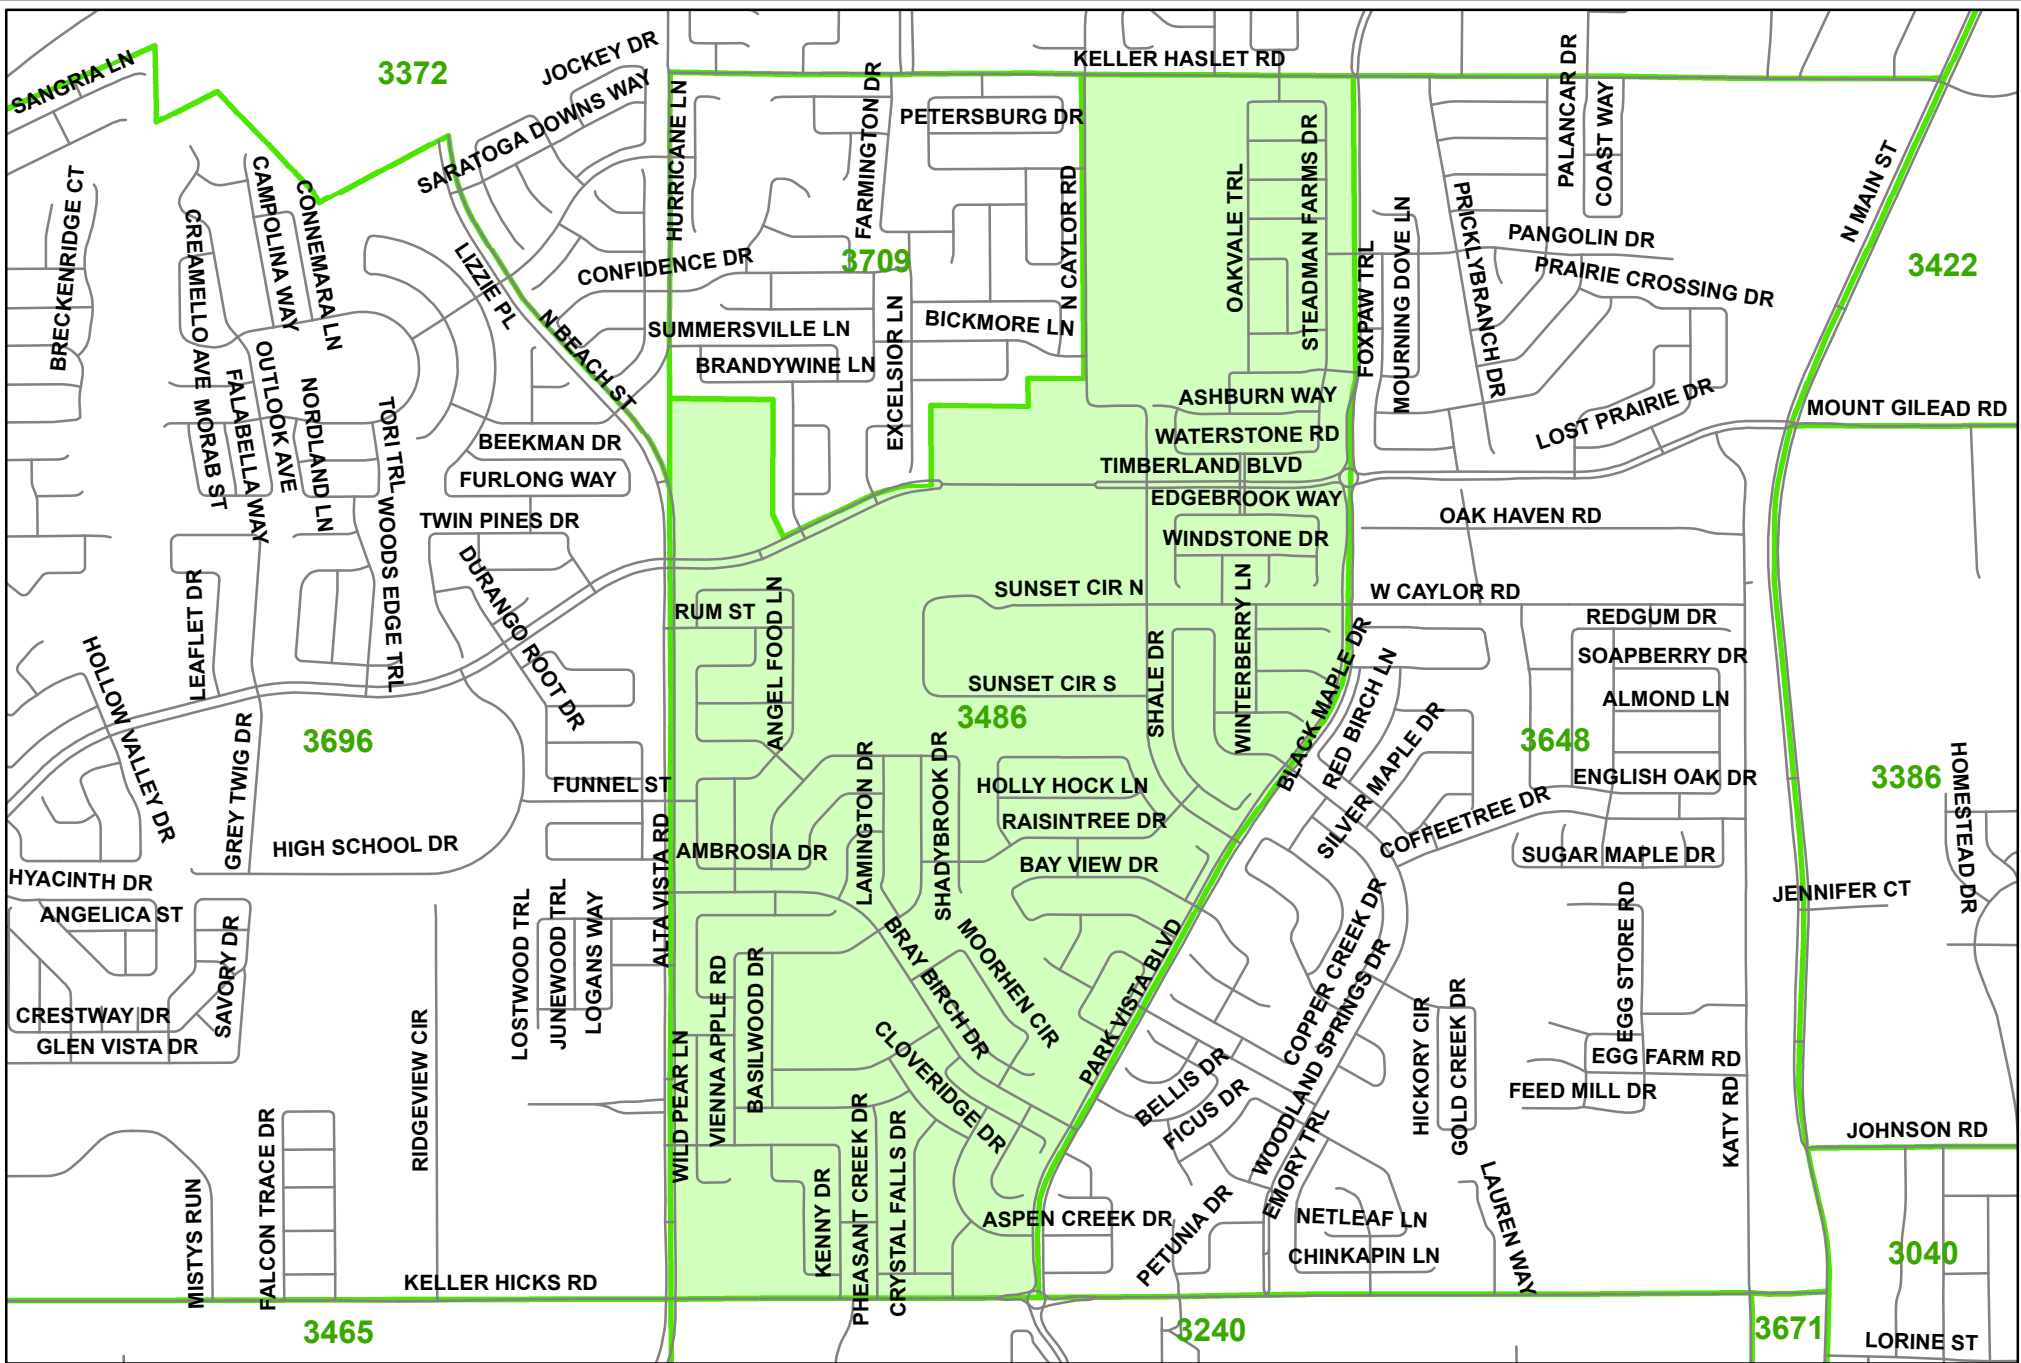 SANGRIA LN
3372
JOCKEY DR
SARATOGA DOWNS WAY
HURRICANE LN
FARMINGTON DR
PETERSBURG DR
KELLER HASLET RD
N CAYLOR RD
OAKVALE TRL
STEADMAN FARMS DR
PALANCAR DR
COAST WAY
N MAIN ST
3422
BRECKENRIDGE CT
CREAMELLO AVE
CAMPOLINA WAY
CONNEMARA LN
LIZZIE PL
N BEACH ST
CONFIDENCE DR
3709
SUMMERSVILLE LN
BRANDYWINE LN
EXCELSIOR LN
BICKMORE LN
FOXPAW TRL
MOURNING DOVE LN
PRICKLYBRANCH DR
PANGOLIN DR
PRAIRIE CROSSING DR
LOST PRAIRIE DR
MOUNT GILEAD RD
MORAB ST
FALABELLA WAY
OUTLOOK AVE
NORDLAND LN
TORI TRL
WOODS EDGE TRL
BEEKMAN DR
FURLONG WAY
TWIN PINES DR
DURANGO ROOT DR
ASHBURN WAY
WATERSTONE RD
TIMBERLAND BLVD
EDGEBROOK WAY
WINDSTONE DR
OAK HAVEN RD
W CAYLOR RD
REDGUM DR
SOAPBERRY DR
ALMOND LN
3648
ENGLISH OAK DR
COFFEETREE DR
SUGAR MAPLE DR
LEAFLET DR
HOLLOW VALLEY DR
GREY TWIG DR
3696
FUNNEL ST
HIGH SCHOOL DR
RUM ST
ANGEL FOOD LN
SUNSET CIR N
SUNSET CIR S
3486
SHALE DR
WINTERBERRY LN
BLACK MAPLE DR
RED BIRCH LN
SILVER MAPLE DR
3386
HOMESTEAD DR
JENNIFER CT
HYACINTH DR
ANGELICA ST
SAVORY DR
CRESTWAY DR
GLEN VISTA DR
RIDGEVIEW CIR
LOSTWOOD TRL
JUNEWOOD TRL
LOGANS WAY
ALTA VISTA RD
AMBROSIA DR
LAMINGTON DR
SHADYBROOK DR
HOLLY HOCK LN
RAISINTREE DR
BAY VIEW DR
MOORHEN CIR
BRAY BIRCH DR
BASILWOOD DR
VIENNA APPLE RD
WILD PEAR LN
CLOVERIDGE DR
PARK VISTA BLVD
COPPER CREEK DR
WOODLAND SPRINGS DR
BELLIS DR
FICUS DR
EMORY TRL
HICKORY CIR
GOLD CREEK DR
EGG STORE RD
EGG FARM RD
FEED MILL DR
KATY RD
JOHNSON RD
MISTYS RUN
FALCON TRACE DR
KENNY DR
PHEASANT CREEK DR
CRYSTAL FALLS DR
ASPEN CREEK DR
PETUNIA DR
NETLEAF LN
CHINKAPIN LN
LAUREN WAY
KELLER HICKS RD
3465
3240
3671
3040
LORINE ST